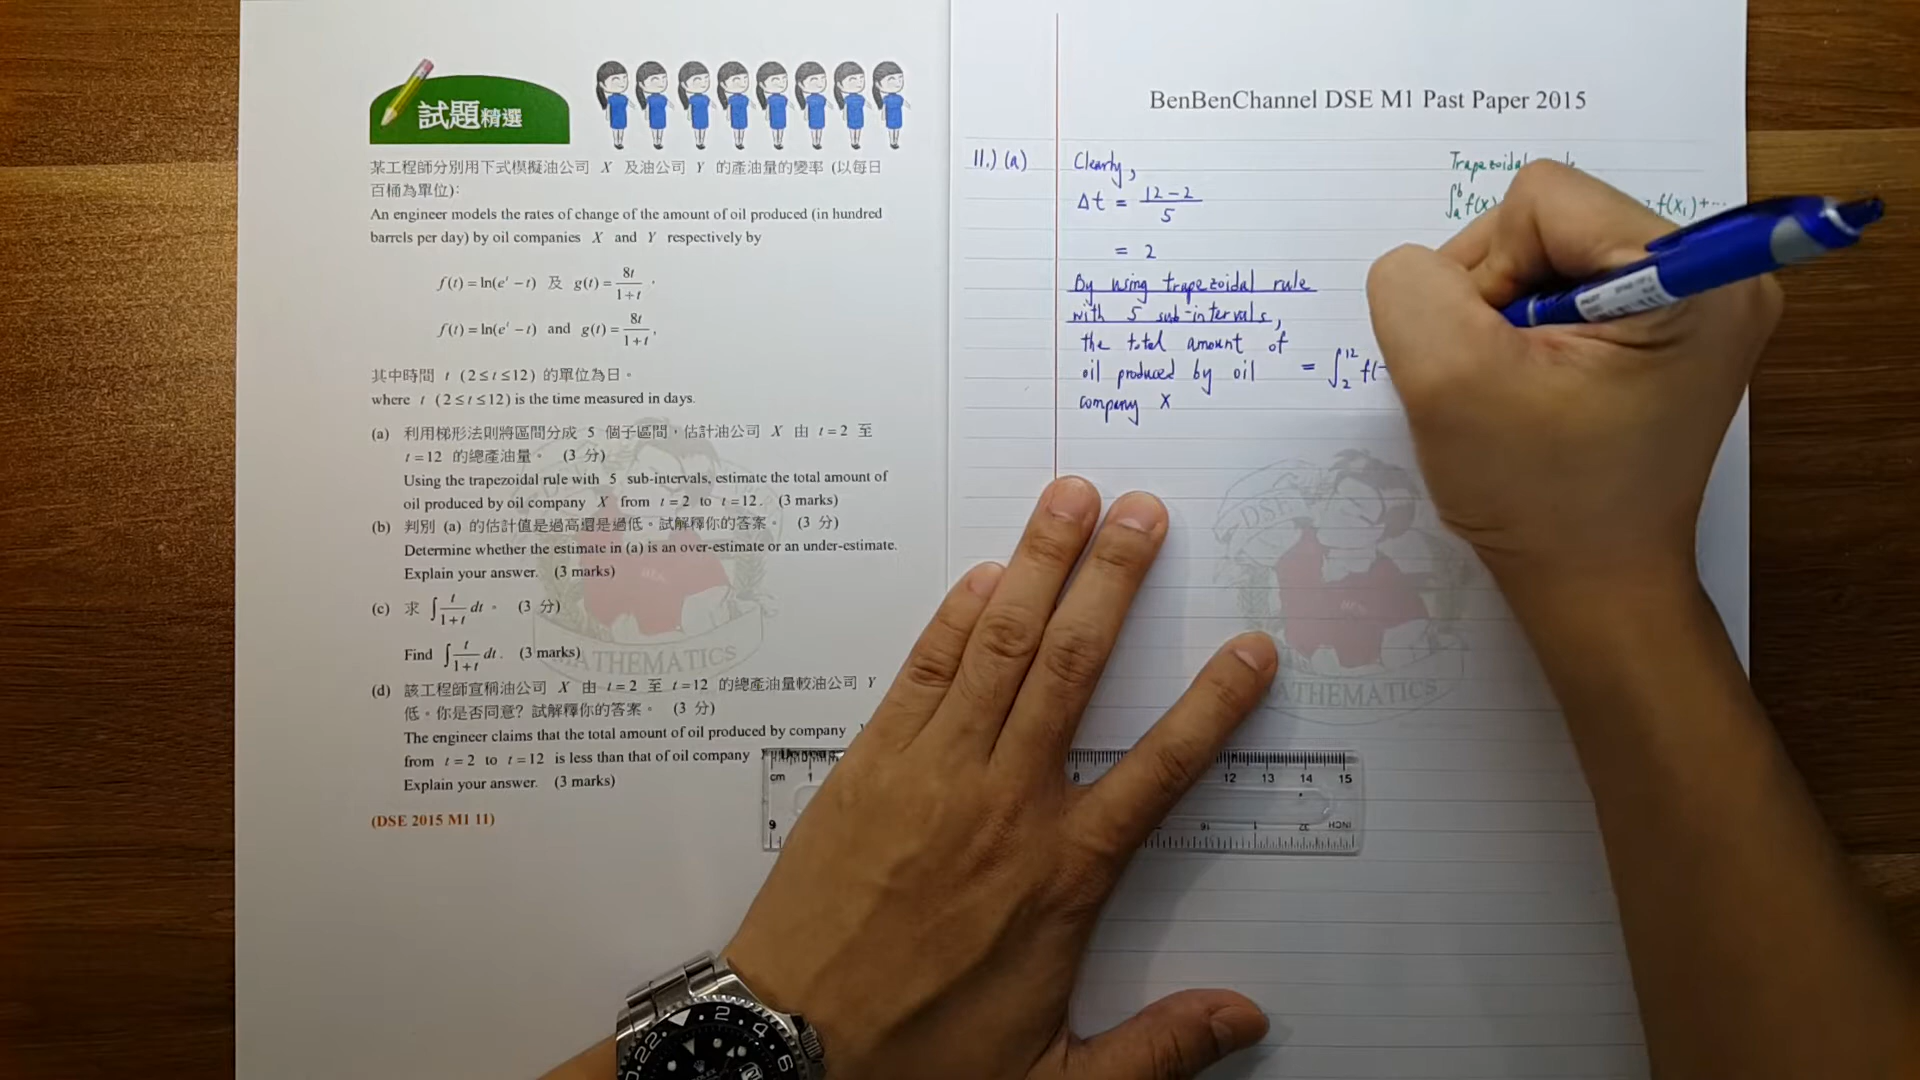 試題精選
某工程師分別用下式模擬油公司 X 及油公司 Y 的產油量的變率 (以每日
百桶為單位)：
An engineer models the rates of change of the amount of oil produced (in hundred
barrels per day) by oil companies X and Y respectively by
f(t) = ln(e^t − t) 及 g(t) = 8t/(1+t)，
f(t) = ln(e^t − t) and g(t) = 8t/(1+t),
其中時間 t (2 ≤ t ≤ 12) 的單位為日。
where t (2 ≤ t ≤ 12) is the time measured in days.
(a) 利用梯形法則將區間分成 5 個子區間，估計油公司 X 由 t = 2 至
t = 12 的總產油量。 (3 分)
Using the trapezoidal rule with 5 sub-intervals, estimate the total amount of
oil produced by oil company X from t = 2 to t = 12. (3 marks)
(b) 判別 (a) 的估計值是過高還是過低。試解釋你的答案。 (3 分)
Determine whether the estimate in (a) is an over-estimate or an under-estimate.
Explain your answer. (3 marks)
(c) 求 ∫ t/(1+t) dt。 (3 分)
Find ∫ t/(1+t) dt. (3 marks)
(d) 該工程師宣稱油公司 X 由 t = 2 至 t = 12 的總產油量較油公司 Y
低。你是否同意？試解釋你的答案。 (3 分)
The engineer claims that the total amount of oil produced by company
from t = 2 to t = 12 is less than that of oil company
Explain your answer. (3 marks)
(DSE 2015 M1 11)
MATHEMATICS
BenBenChannel DSE M1 Past Paper 2015
11.) (a) Clearly,
Δt = (12 − 2)/5
= 2
By using trapezoidal rule
with 5 sub-intervals,
the total amount of
oil produced by oil = ∫₂¹² f(
company X
Trapezoidal
∫ₐᵇ f(x) f(x₁) + ...
DSE
MATHEMATICS
cm 1 8 12 13 14 15
INCH